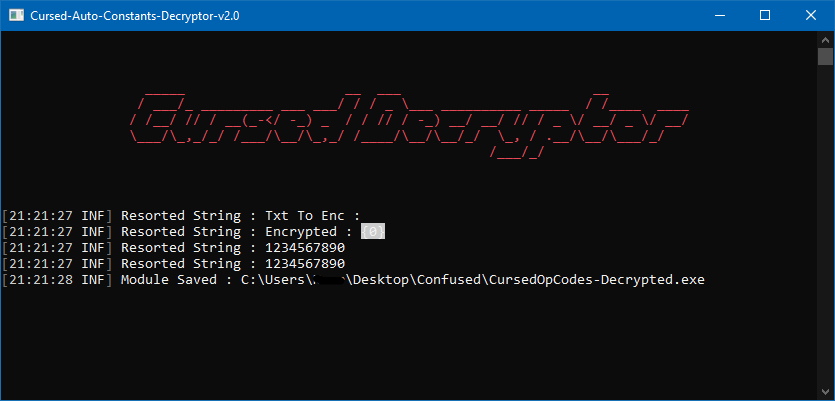 Cursed-Auto-Constants-Decryptor-v2.0
CursedDecryptor
[21:21:27 INF] Resorted String : Txt To Enc :
[21:21:27 INF] Resorted String : Encrypted : {0}
[21:21:27 INF] Resorted String : 1234567890
[21:21:27 INF] Resorted String : 1234567890
[21:21:28 INF] Module Saved : C:\Users\ \Desktop\Confused\CursedOpCodes-Decrypted.exe